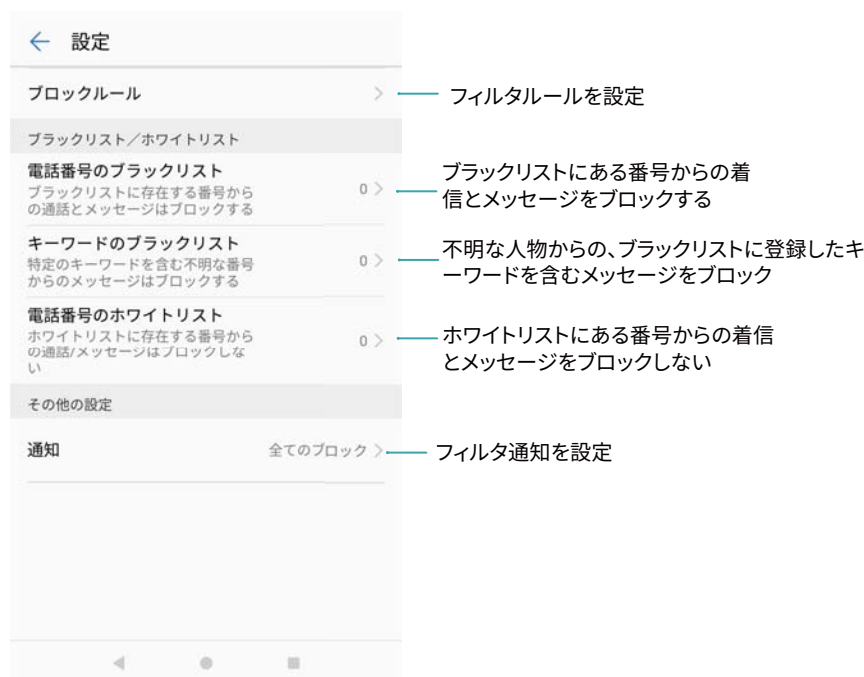 設定
ブロックルール
フィルタルールを設定
ブラックリスト／ホワイトリスト
電話番号のブラックリスト
ブラックリストに存在する番号から
の通話とメッセージはブロックする
0
ブラックリストにある番号からの着
信とメッセージをブロックする
キーワードのブラックリスト
特定のキーワードを含む不明な番号
からのメッセージはブロックする
0
不明な人物からの、ブラックリストに登録したキ
ーワードを含むメッセージをブロック
電話番号のホワイトリスト
ホワイトリストに存在する番号から
の通話/メッセージはブロックしな
い
0
ホワイトリストにある番号からの着信
とメッセージをブロックしない
その他の設定
通知
全てのブロック
フィルタ通知を設定